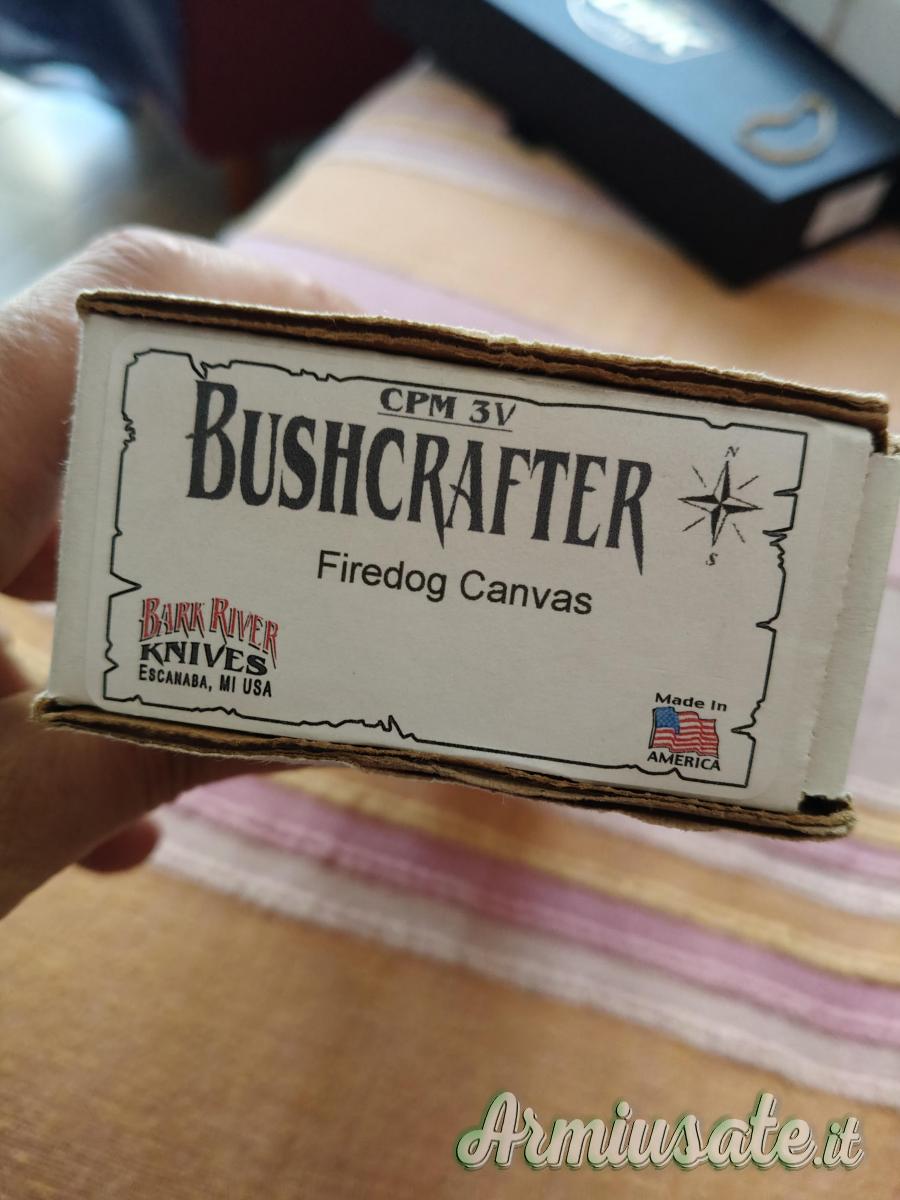 CPM 3V
BUSHCRAFTER
N
S
Firedog Canvas
BARK RIVER
KNIVES
ESCANABA, MI USA
Made In
AMERICA
Armiusate.it